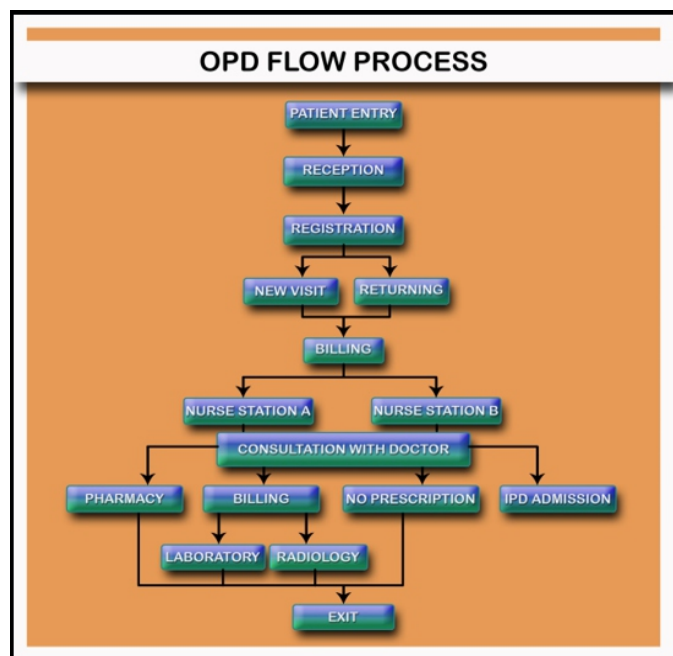 OPD FLOW PROCESS
PATIENT ENTRY
RECEPTION
REGISTRATION
NEW VISIT
RETURNING
BILLING
NURSE STATION A
NURSE STATION B
CONSULTATION WITH DOCTOR
PHARMACY
BILLING
NO PRESCRIPTION
IPD ADMISSION
LABORATORY
RADIOLOGY
EXIT